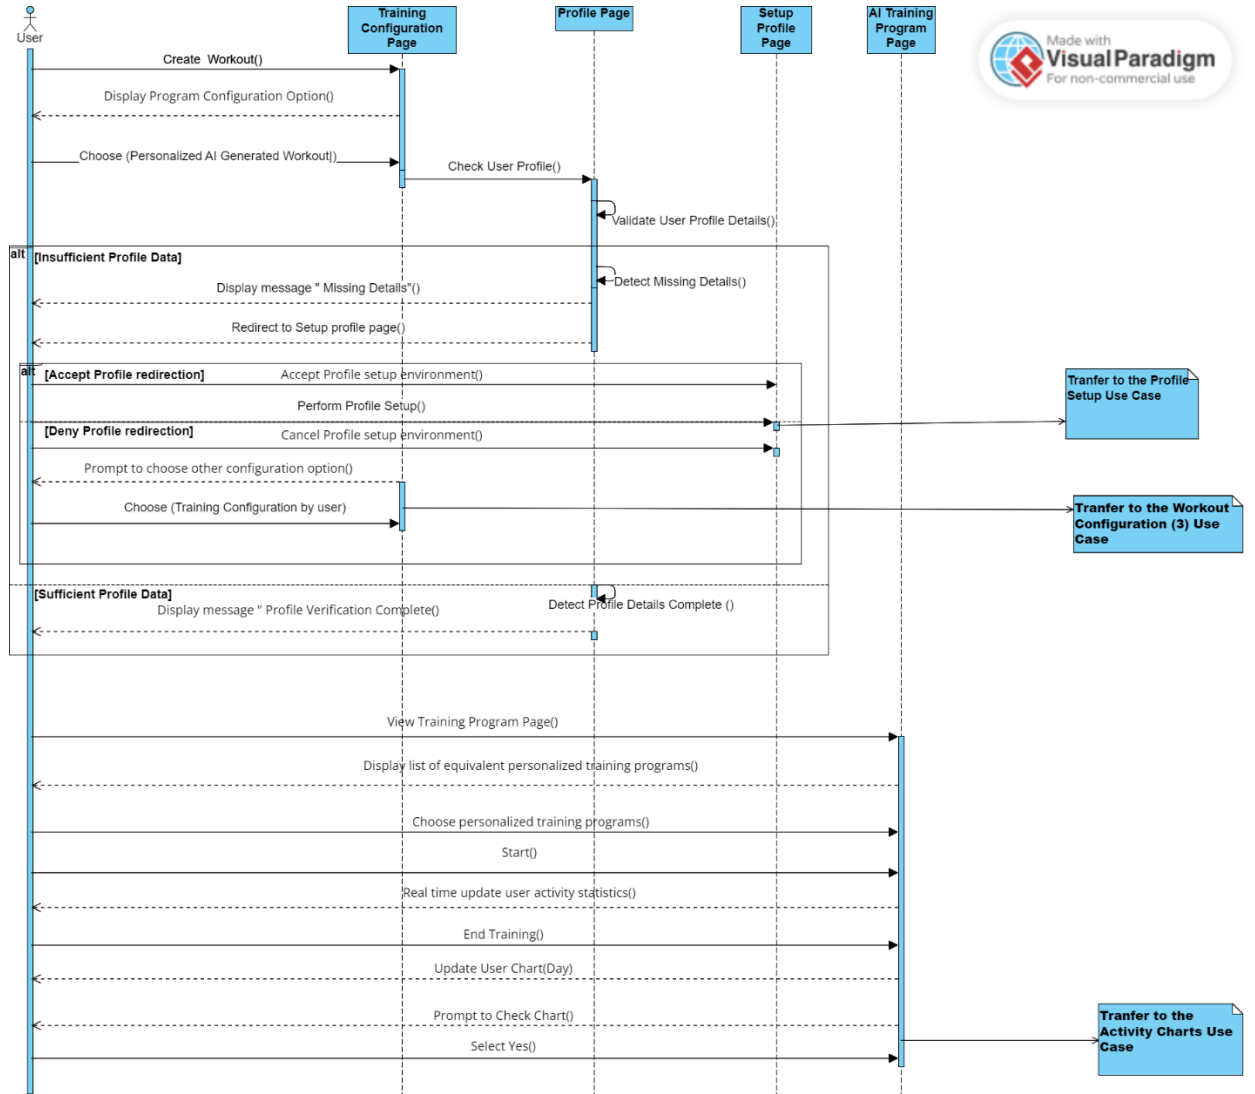 User
Training
Configuration
Page
Profile Page
Setup
Profile
Page
AI Training
Program
Page
Made with
Visual Paradigm
For non-commercial use
Create Workout()
Display Program Configuration Option()
Choose (Personalized AI Generated Workout|)
Check User Profile()
Validate User Profile Details()
alt
[Insufficient Profile Data]
Detect Missing Details()
Display message " Missing Details"()
Redirect to Setup profile page()
alt
[Accept Profile redirection]
Accept Profile setup environment()
Tranfer to the Profile
Setup Use Case
Perform Profile Setup()
[Deny Profile redirection]
Cancel Profile setup environment()
Prompt to choose other configuration option()
Choose (Training Configuration by user)
Tranfer to the Workout
Configuration (3) Use
Case
[Sufficient Profile Data]
Detect Profile Details Complete ()
Display message " Profile Verification Complete()
View Training Program Page()
Display list of equivalent personalized training programs()
Choose personalized training programs()
Start()
Real time update user activity statistics()
End Training()
Update User Chart(Day)
Prompt to Check Chart()
Tranfer to the
Activity Charts Use
Case
Select Yes()